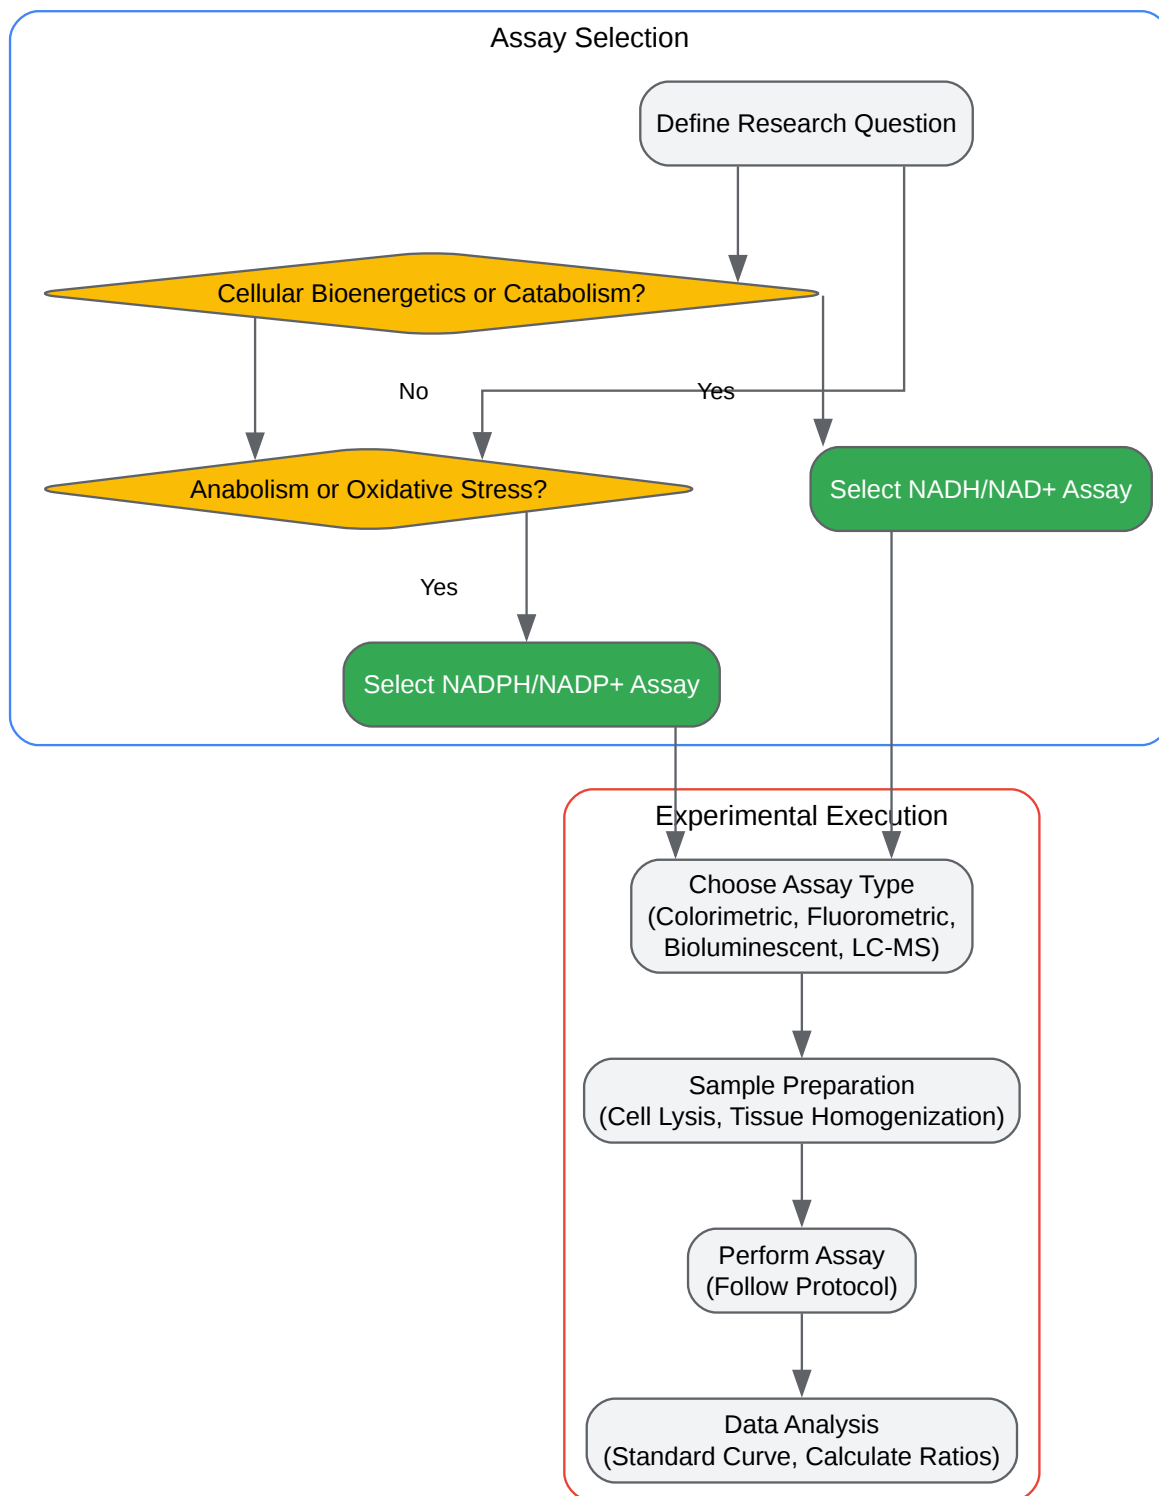 Assay Selection
Define Research Question
Cellular Bioenergetics or Catabolism?
No
Yes
Anabolism or Oxidative Stress?
Select NADH/NAD+ Assay
Yes
Select NADPH/NADP+ Assay
Experimental Execution
Choose Assay Type
(Colorimetric, Fluorometric,
Bioluminescent, LC-MS)
Sample Preparation
(Cell Lysis, Tissue Homogenization)
Perform Assay
(Follow Protocol)
Data Analysis
(Standard Curve, Calculate Ratios)